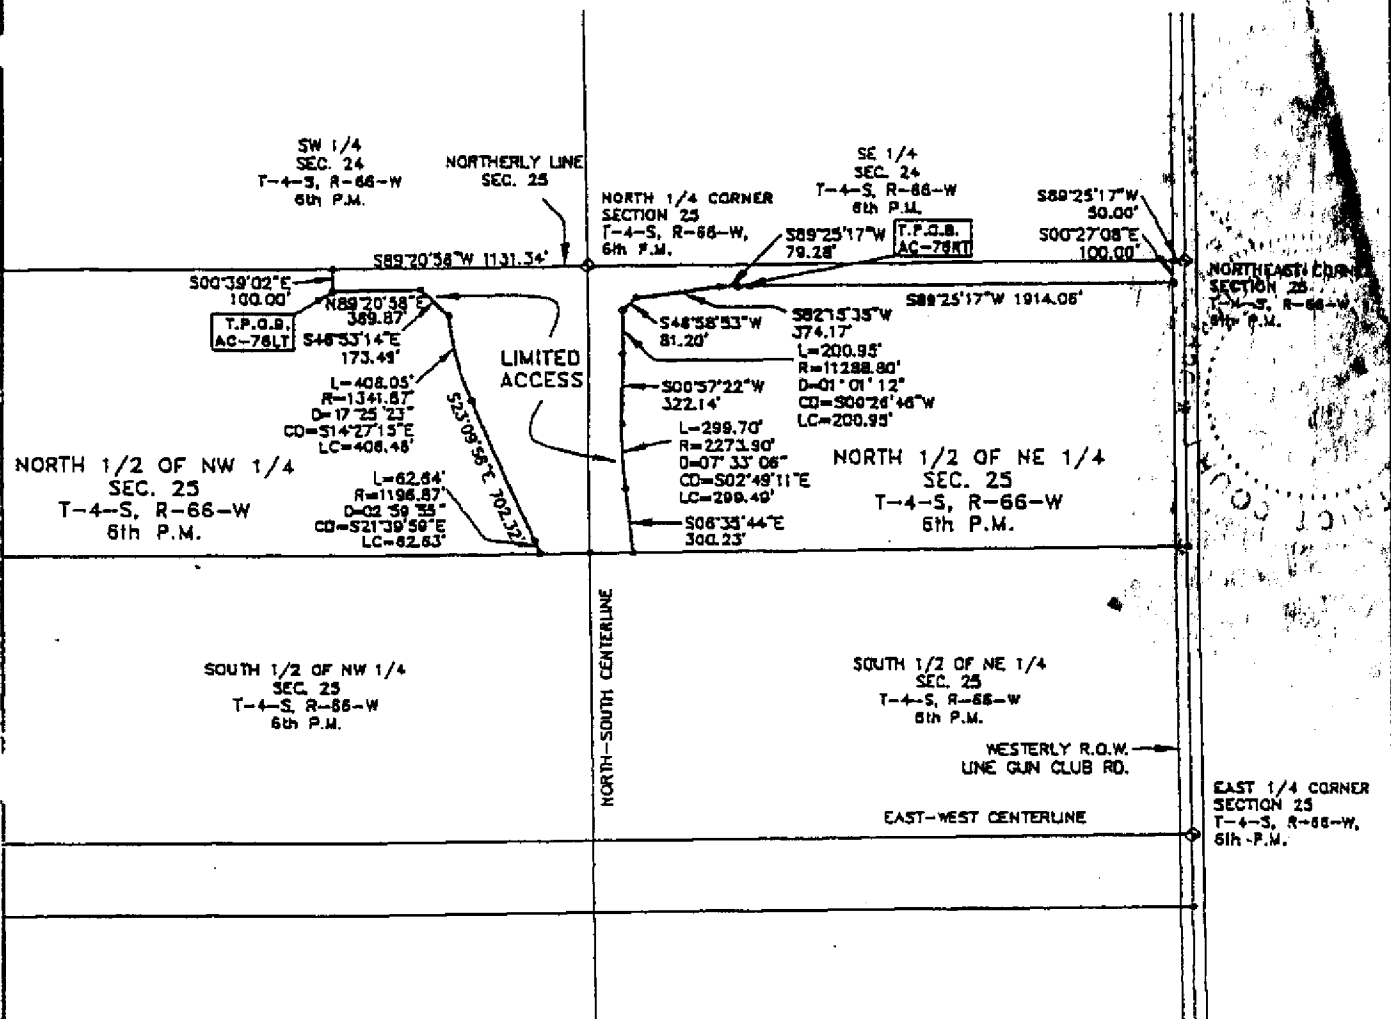 SW 1/4
SEC. 24
T-4-S, R-66-W
6th P.M.
NORTHERLY LINE
SEC. 25
SE 1/4
SEC. 24
T-4-S, R-66-W
6th P.M.
NORTH 1/4 CORNER
SECTION 25
T-4-S, R-66-W,
6th P.M.
S89°25'17"W
79.28'
T.P.O.B.
AC-76RT
S89°25'17"W
50.00'
S00°27'08"E
100.00'
S89°20'58"W 1131.34'
S00°39'02"E
100.00'
N89°20'58"E
389.87'
T.P.O.B.
AC-76LT
S46°53'14"E
173.49'
LIMITED
ACCESS
S48°58'53"W
81.20'
S82°15'35"W
374.17'
S89°25'17"W 1914.06'
NORTHEAST CORNER
SECTION 25
T-4-S, R-66-W
6th P.M.
L=200.95'
R=11288.80'
D=01°01'12"
CD=S00°26'46"W
LC=200.95'
L=408.05'
R=1341.87'
D=17°25'23"
CD=S14°27'15"E
LC=406.48'
S23°09'56"E 702.32'
S00°57'22"W
322.14'
L=299.70'
R=2273.90'
D=07°33'06"
CD=S02°49'11"E
LC=299.49'
L=62.64'
R=1196.87'
D=02°59'55"
CD=S21°39'59"E
LC=62.63'
S06°35'44"E
300.23'
NORTH 1/2 OF NW 1/4
SEC. 25
T-4-S, R-66-W
6th P.M.
NORTH 1/2 OF NE 1/4
SEC. 25
T-4-S, R-66-W
6th P.M.
NORTH-SOUTH CENTERLINE
SOUTH 1/2 OF NW 1/4
SEC. 25
T-4-S, R-66-W
6th P.M.
SOUTH 1/2 OF NE 1/4
SEC. 25
T-4-S, R-66-W
6th P.M.
WESTERLY R.O.W.
LINE GUN CLUB RD.
EAST-WEST CENTERLINE
EAST 1/4 CORNER
SECTION 25
T-4-S, R-66-W,
6th P.M.